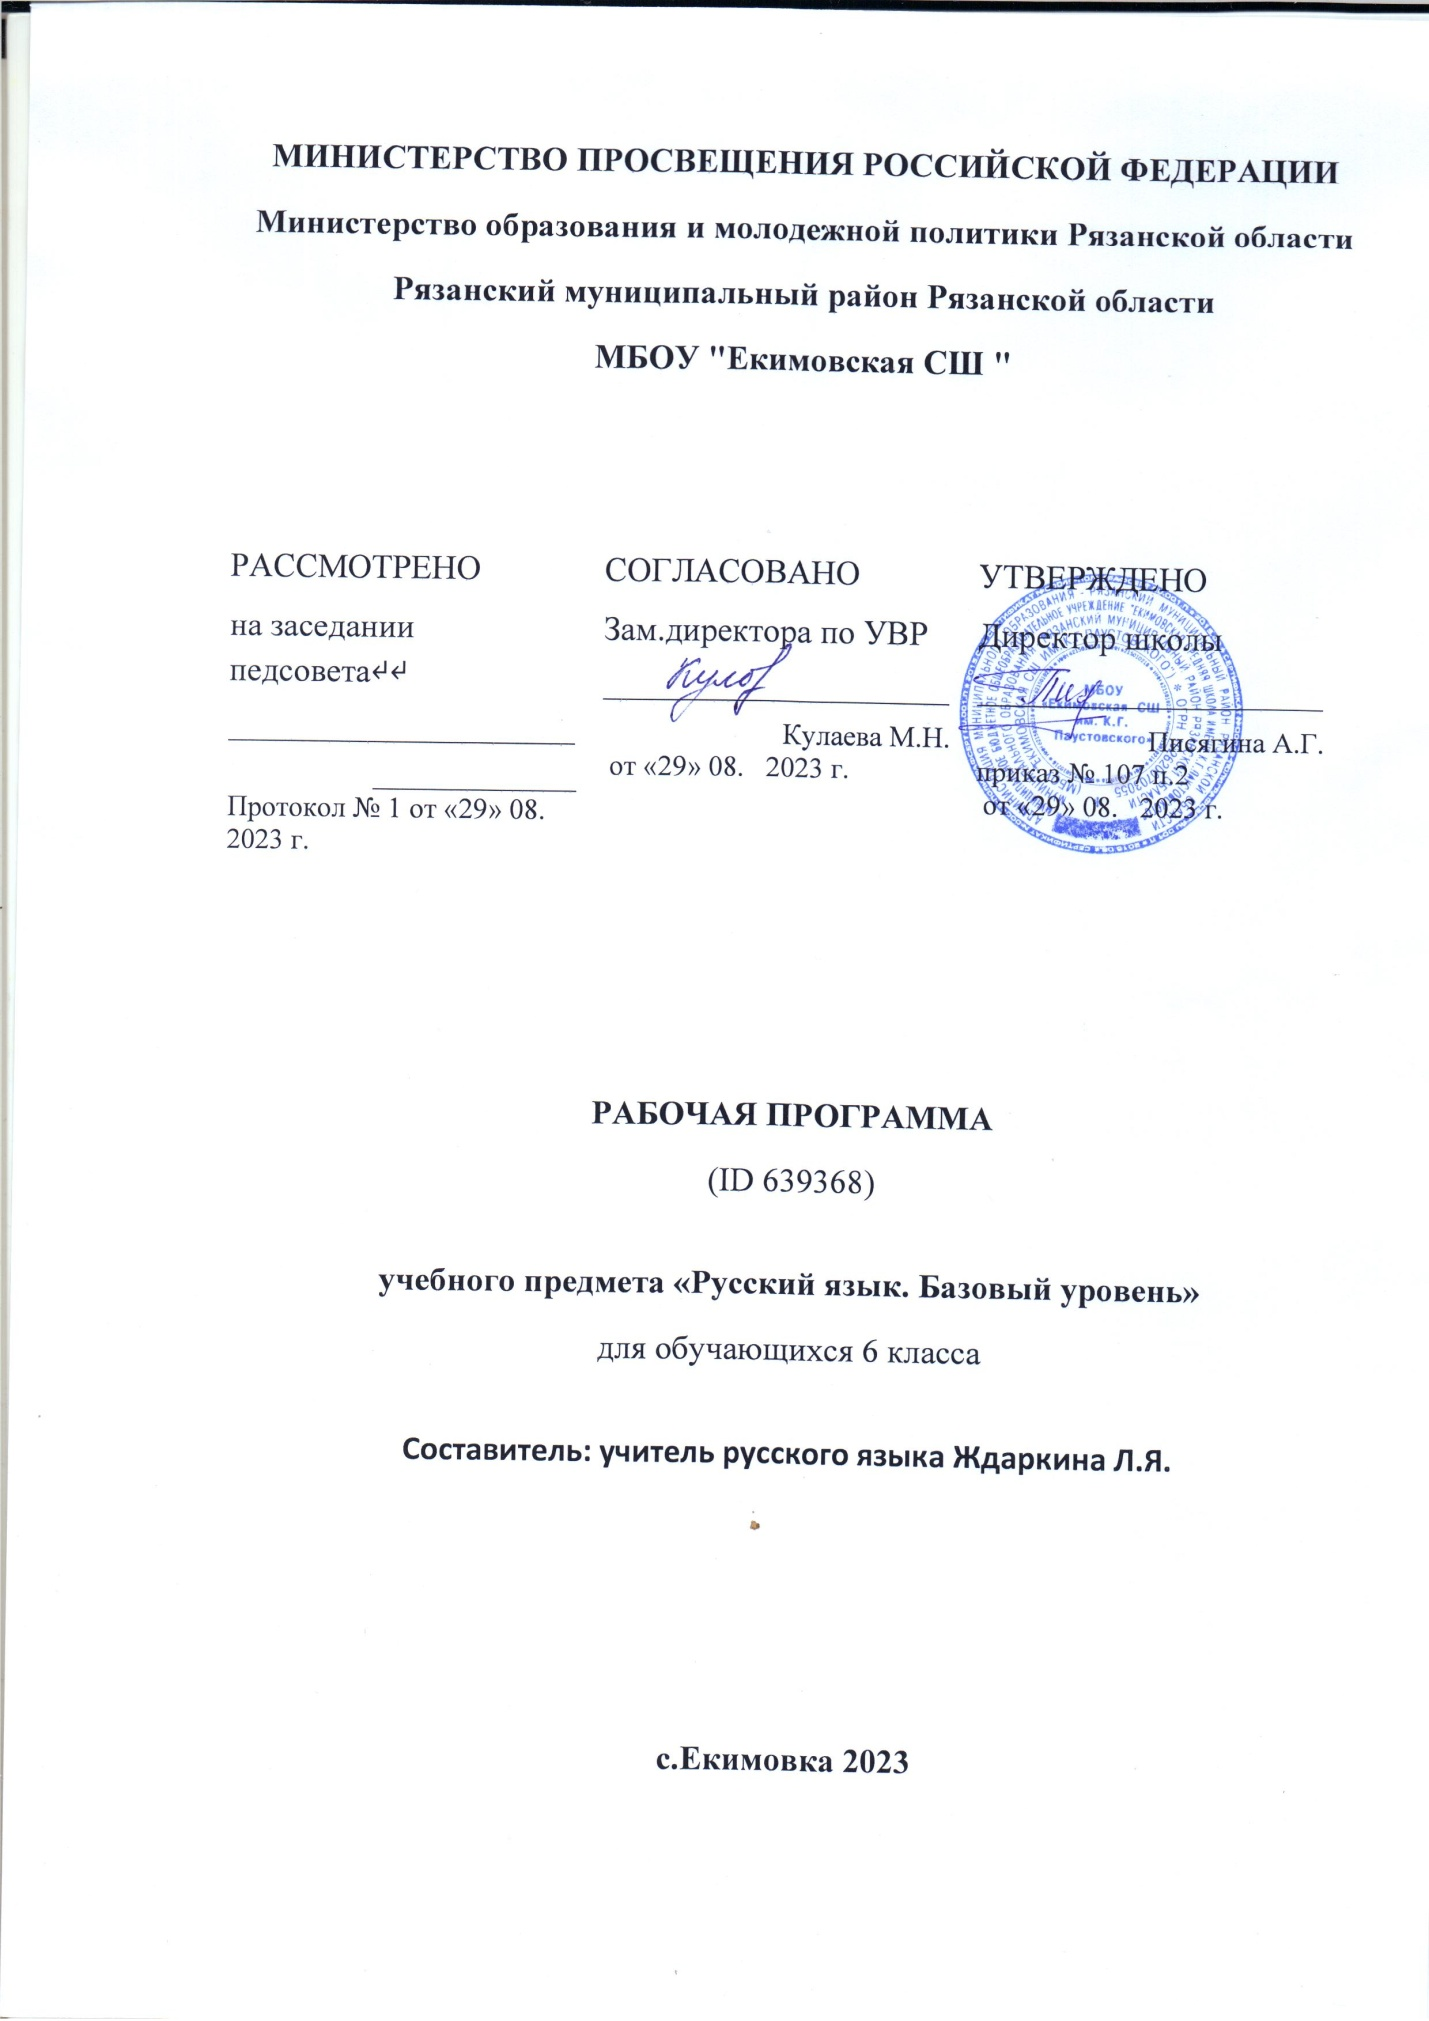 МИНИСТЕРСТВО ПРОСВЕЩЕНИЯ РОССИЙСКОЙ ФЕДЕРАЦИИ
Министерство образования и молодежной политики Рязанской области
Рязанский муниципальный район Рязанской области
МБОУ "Екимовская СШ "
РАССМОТРЕНО
на заседании
педсовета↵↵
Протокол № 1 от «29» 08.
2023 г.
СОГЛАСОВАНО
Зам.директора по УВР
Кулаева М.Н.
от «29» 08. 2023 г.
УТВЕРЖДЕНО
Директор школы
МБОУ
«Екимовская СШ
им. К.Г.
Паустовского»
Писягина А.Г.
приказ № 107 п.2
от «29» 08. 2023 г.
РАБОЧАЯ ПРОГРАММА
(ID 639368)
учебного предмета «Русский язык. Базовый уровень»
для обучающихся 6 класса
Составитель: учитель русского языка Ждаркина Л.Я.
с.Екимовка 2023